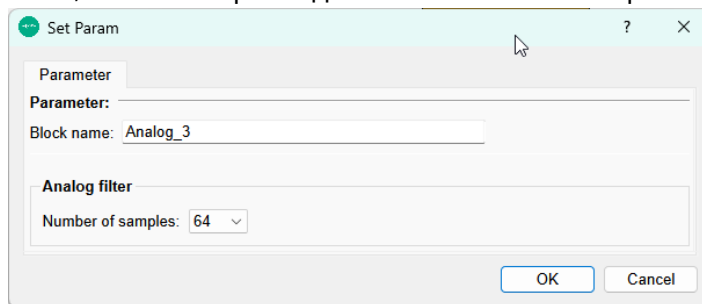 Set Param
?
Parameter
Parameter:
Block name: Analog_3
Analog filter
Number of samples: 64
OK Cancel